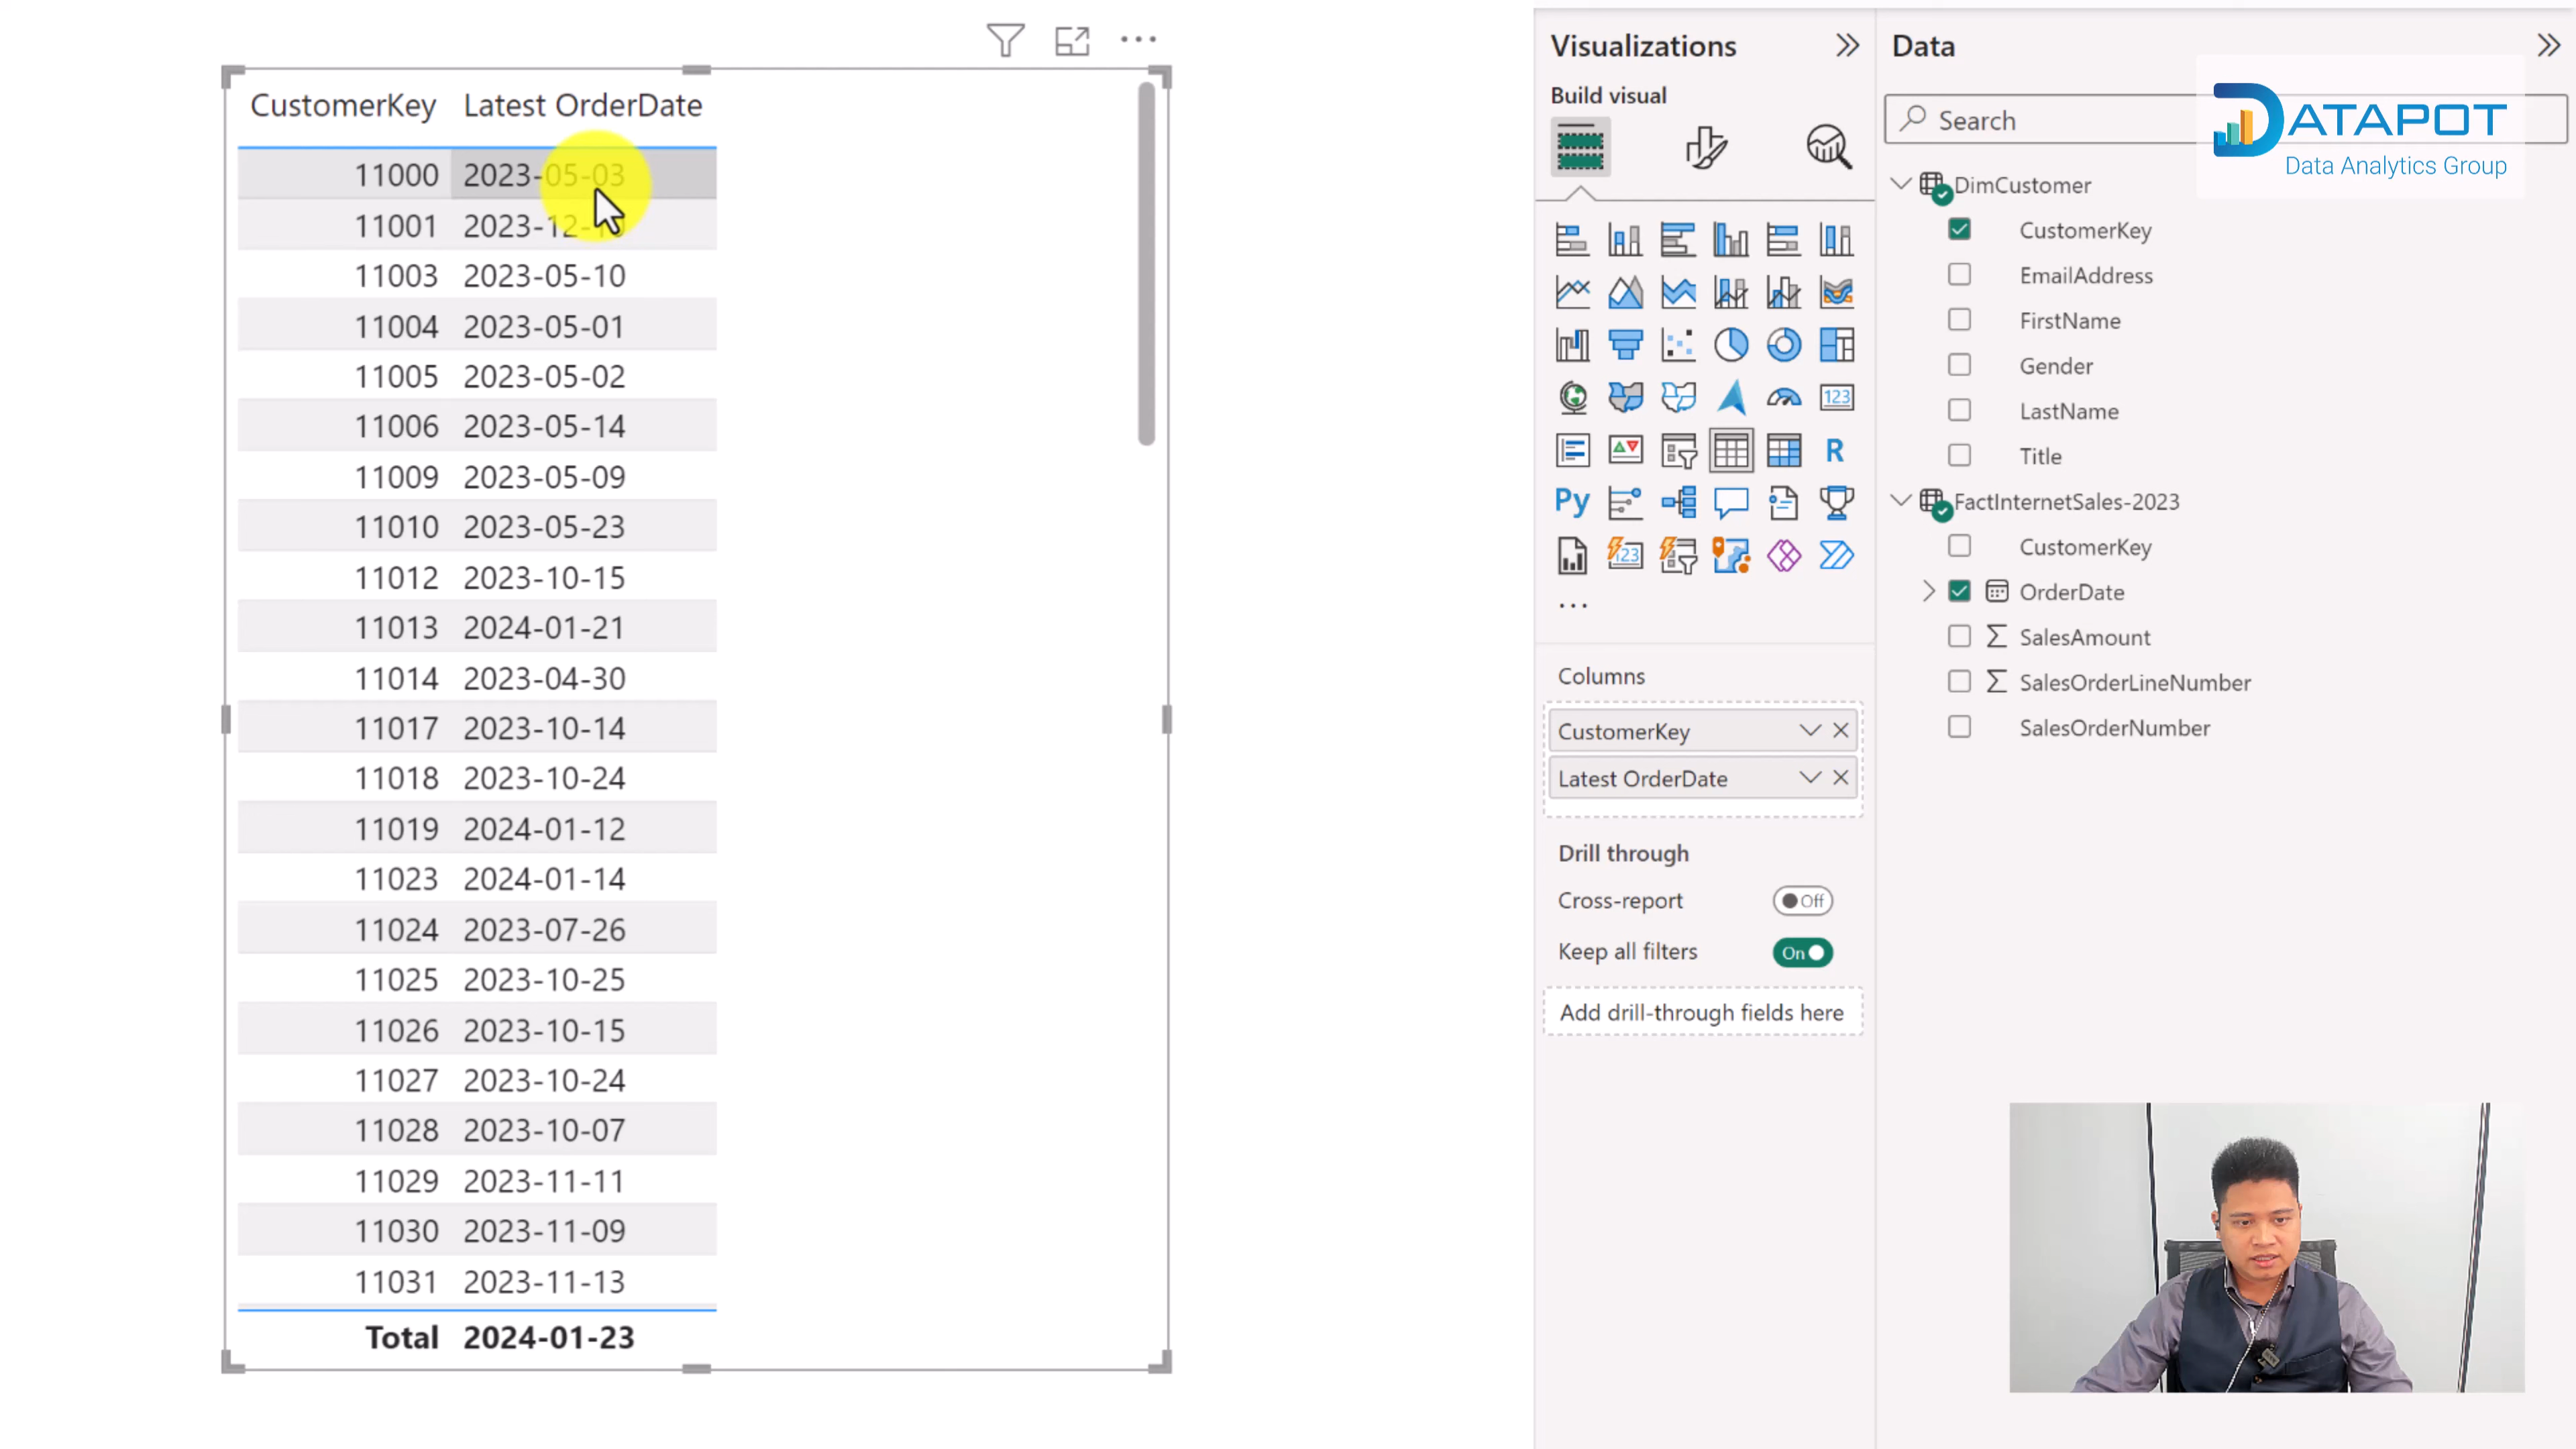 CustomerKey Latest OrderDate
11000 2023-05-03
11001 2023-12-
11003 2023-05-10
11004 2023-05-01
11005 2023-05-02
11006 2023-05-14
11009 2023-05-09
11010 2023-05-23
11012 2023-10-15
11013 2024-01-21
11014 2023-04-30
11017 2023-10-14
11018 2023-10-24
11019 2024-01-12
11023 2024-01-14
11024 2023-07-26
11025 2023-10-25
11026 2023-10-15
11027 2023-10-24
11028 2023-10-07
11029 2023-11-11
11030 2023-11-09
11031 2023-11-13
Total 2024-01-23
Visualizations
Build visual
123
R
Py
123
Columns
CustomerKey
Latest OrderDate
Drill through
Cross-report Off
Keep all filters On
Add drill-through fields here
Data
Search
DATAPOT
Data Analytics Group
DimCustomer
CustomerKey
EmailAddress
FirstName
Gender
LastName
Title
FactInternetSales-2023
CustomerKey
OrderDate
SalesAmount
SalesOrderLineNumber
SalesOrderNumber